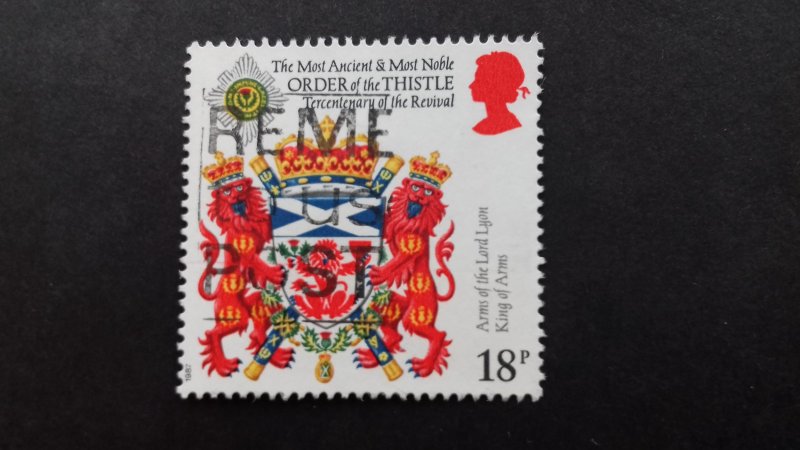 The Most Ancient & Most Noble
ORDER of the THISTLE
Tercentenary of the Revival
REME
us
POST
Arms of the Lord Lyon
King of Arms
18P
1987